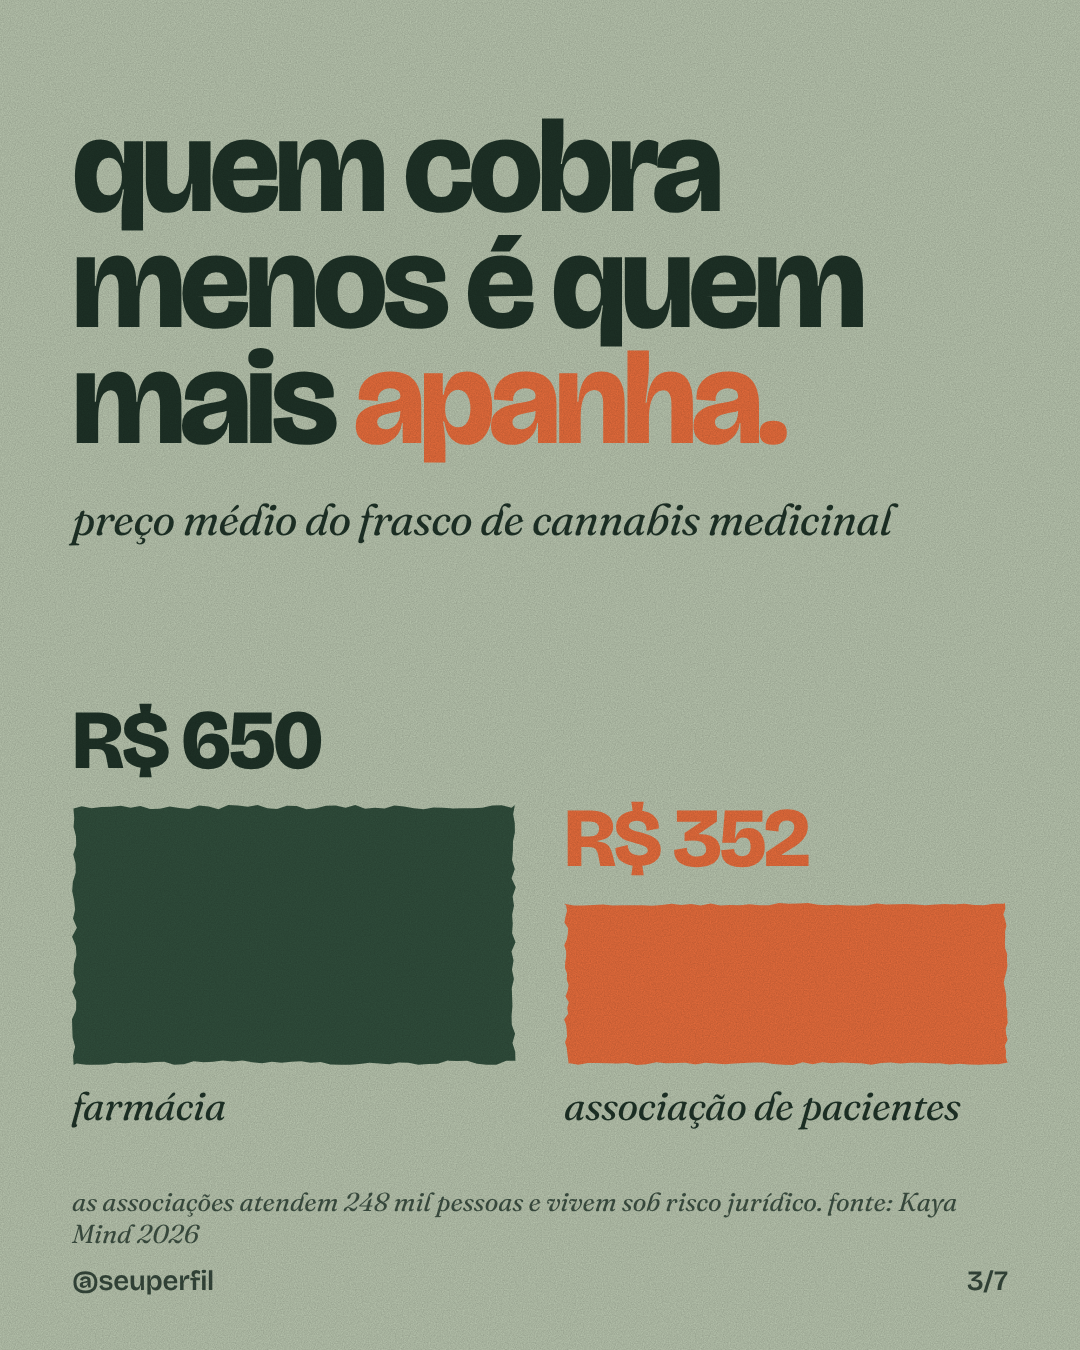 quem cobra
menos é quem
mais apanha.
preço médio do frasco de cannabis medicinal
R$ 650
R$ 352
farmácia
associação de pacientes
as associações atendem 248 mil pessoas e vivem sob risco jurídico. fonte: Kaya
Mind 2026
@seuperfil
3/7